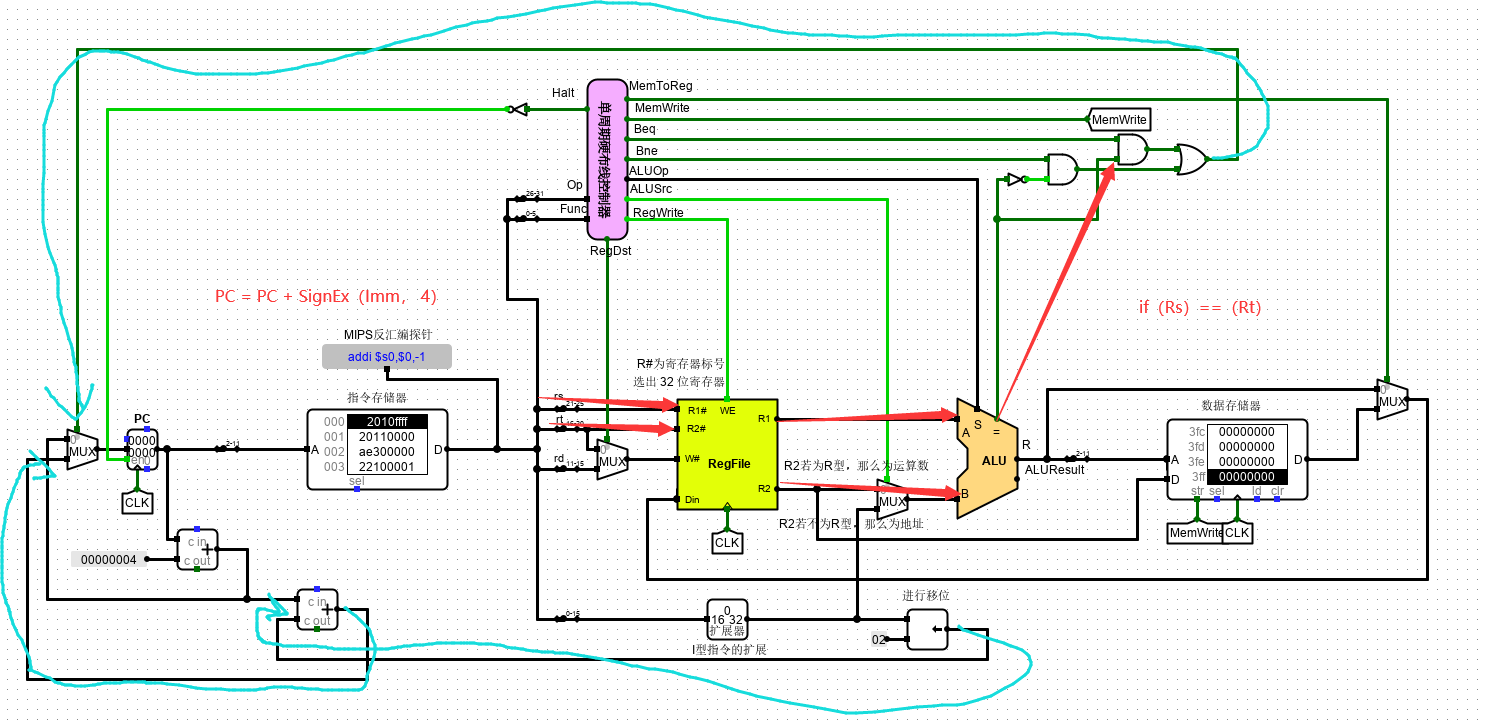 MemToReg
Halt
MemWrite
MemWrite
Beq
Bne
ALUOp
ALUSrc
RegWrite
单周期硬布线控制器
Op
26-31
Func
0-5
RegDst
PC = PC + SignEx（Imm， 4）
if（Rs）==（Rt）
MIPS反汇编探针
addi $s0,$0,-1
R#为寄存器标号
选出 32 位寄存器
指令存储器
000 2010ffff
001 20110000
002 ae300000
003 22100001
A
D
sel
PC
0000
0000
en0
MUX
0
2-11
CLK
rs
21-25
rt
16-20
rd
11-15
MUX
0
R1#
WE
R1
R2#
W#
RegFile
R2
Din
CLK
R2若为R型，那么为运算数
MUX
R2若不为R型，那么为地址
A
S
=
ALU
B
R
ALUResult
2-11
数据存储器
3fc 00000000
3fd 00000000
3fe 00000000
3ff 00000000
A
D
D
str
sel
ld
clr
MemWrite
CLK
MUX
0
c in
+
c out
00000004
c in
+
c out
0-15
0
16 32
扩展器
I型指令的扩展
进行移位
02